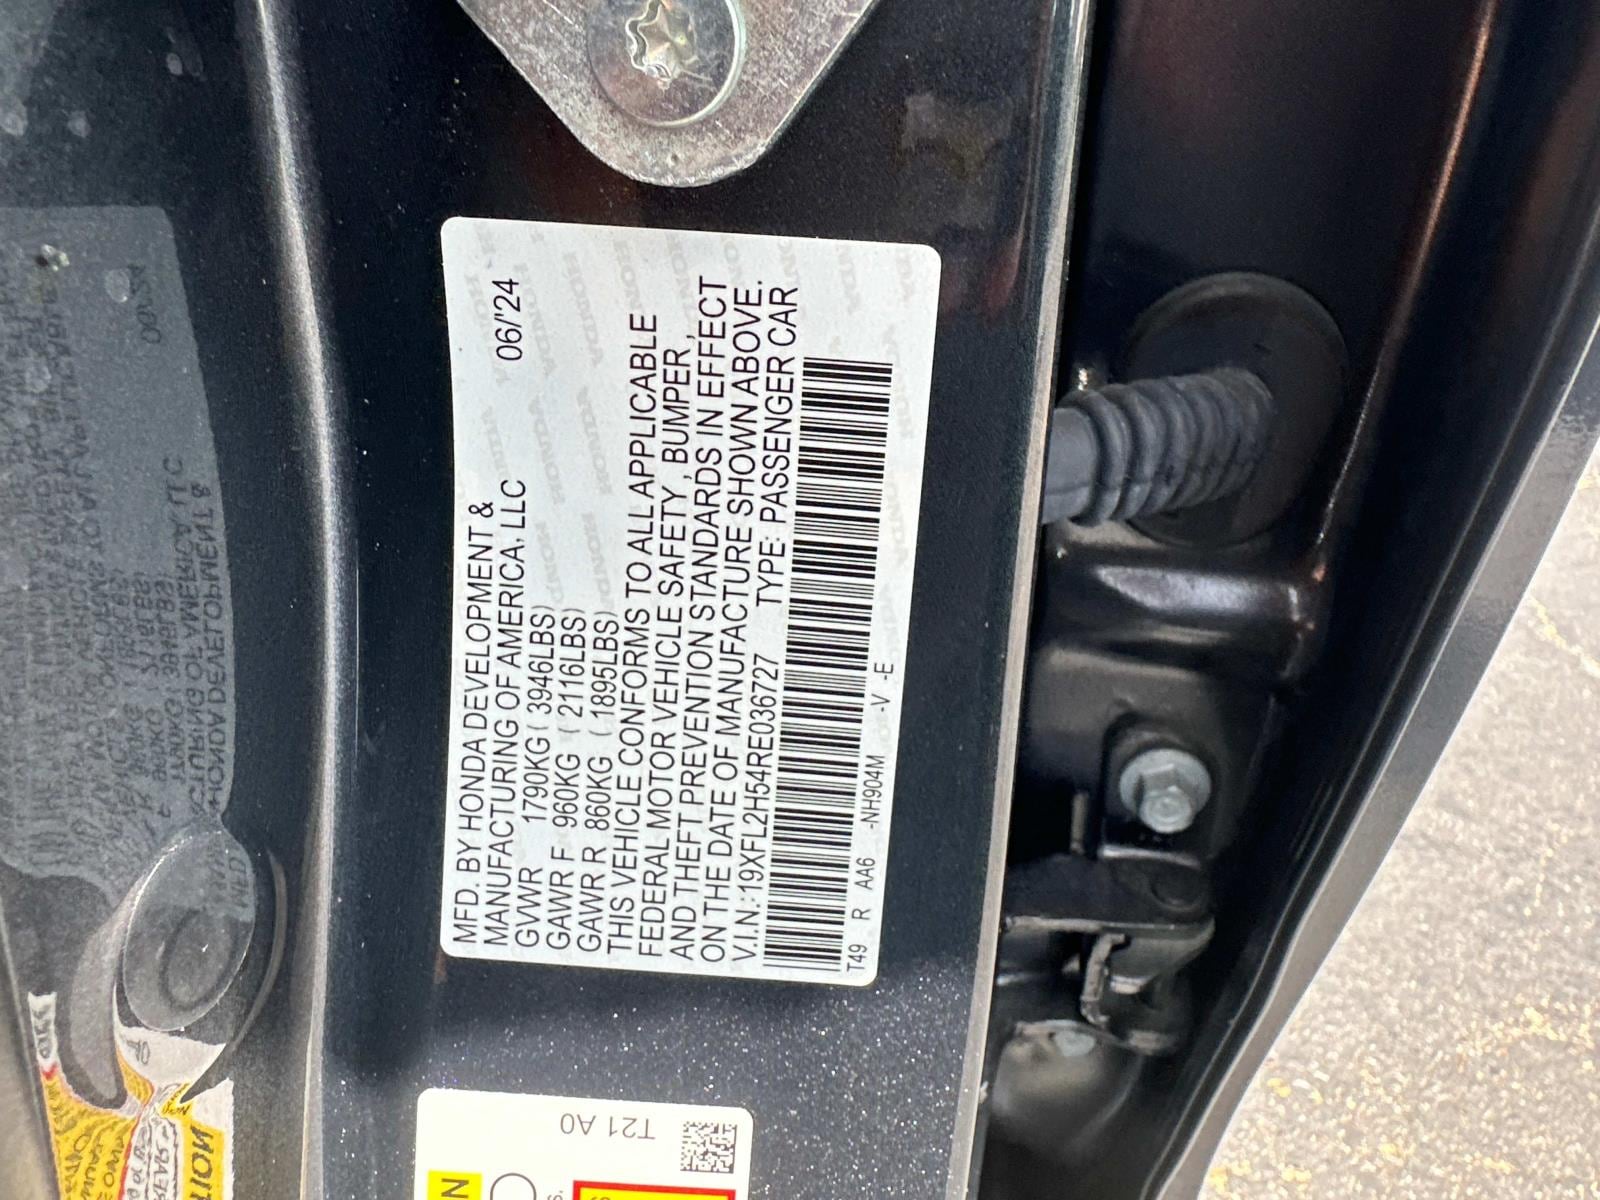 MFD. BY HONDA DEVELOPMENT &
MANUFACTURING OF AMERICA, LLC 06/'24
GVWR 1790KG ( 3946LBS)
GAWR F 960KG ( 2116LBS)
GAWR R 860KG ( 1895LBS)
THIS VEHICLE CONFORMS TO ALL APPLICABLE
FEDERAL MOTOR VEHICLE SAFETY, BUMPER,
AND THEFT PREVENTION STANDARDS IN EFFECT
ON THE DATE OF MANUFACTURE SHOWN ABOVE.
V.I.N.: 19XFL2H54RE036727 TYPE: PASSENGER CAR
T49 R AA6 -NH904M -V -E
T21 A0